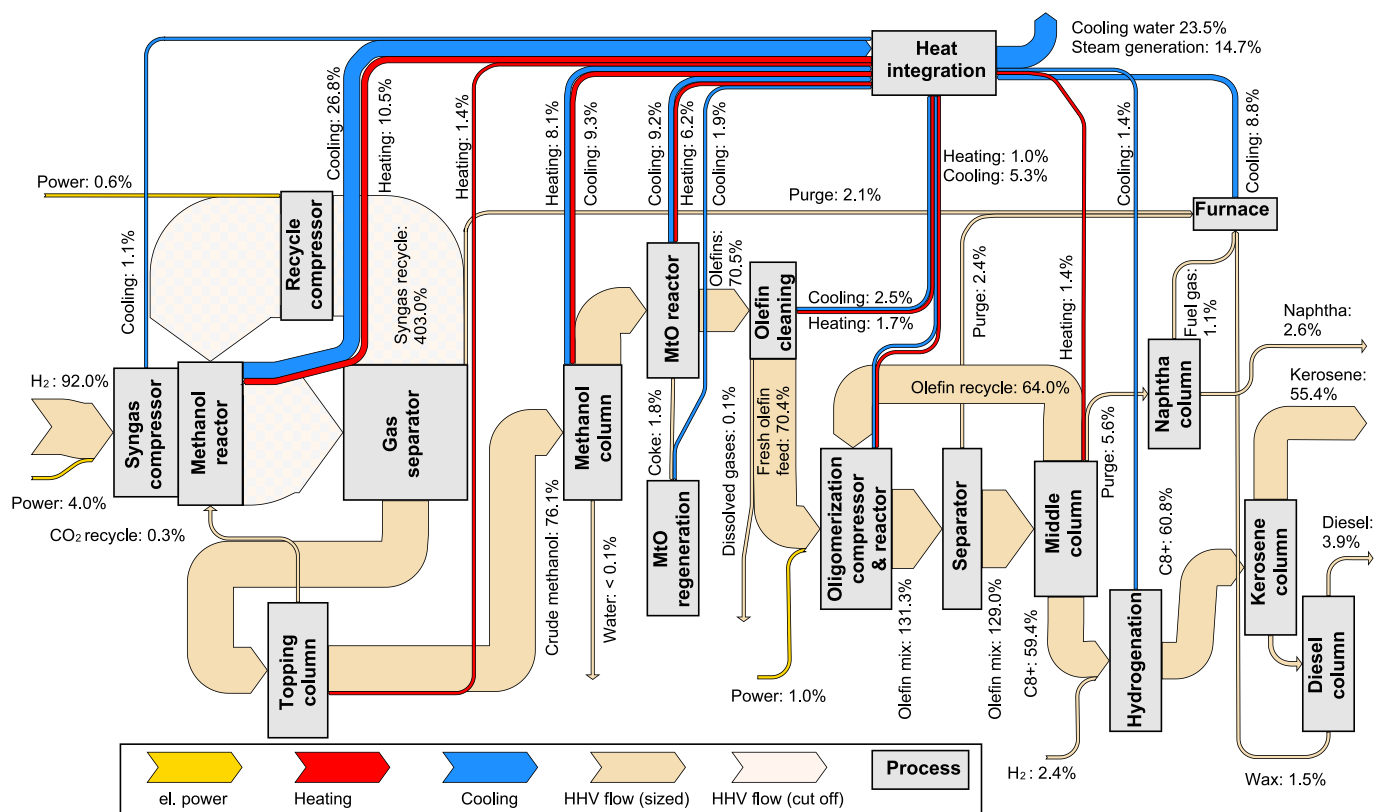 Cooling water 23.5%
Steam generation: 14.7%
Heat
integration
Cooling: 1.1%
Cooling: 26.8%
Heating: 10.5%
Heating: 1.4%
Heating: 8.1%
Cooling: 9.3%
Cooling: 9.2%
Heating: 6.2%
Cooling: 1.9%
Heating: 1.0%
Cooling: 5.3%
Cooling: 1.4%
Cooling: 8.8%
Power: 0.6%
Recycle
compressor
Purge: 2.1%
Furnace
Syngas recycle:
403.0%
MtO reactor
Olefins:
70.5%
Olefin
cleaning
Cooling: 2.5%
Heating: 1.7%
Purge: 2.4%
Heating: 1.4%
Fuel gas:
1.1%
Naphtha:
2.6%
H2: 92.0%
Syngas
compressor
Methanol
reactor
Gas
separator
Methanol
column
Olefin recycle: 64.0%
Naphtha
column
Kerosene:
55.4%
Power: 4.0%
CO2 recycle: 0.3%
Crude methanol: 76.1%
Water: < 0.1%
Coke: 1.8%
MtO
regeneration
Dissolved gases: 0.1%
Fresh olefin
feed: 70.4%
Oligomerization
compressor
& reactor
Separator
Middle
column
Purge: 5.6%
C8+: 60.8%
Kerosene
column
Diesel:
3.9%
Topping
column
Power: 1.0%
Olefin mix: 131.3%
Olefin mix: 129.0%
C8+: 59.4%
Hydrogenation
Diesel
column
H2: 2.4%
Wax: 1.5%
el. power
Heating
Cooling
HHV flow (sized)
HHV flow (cut off)
Process